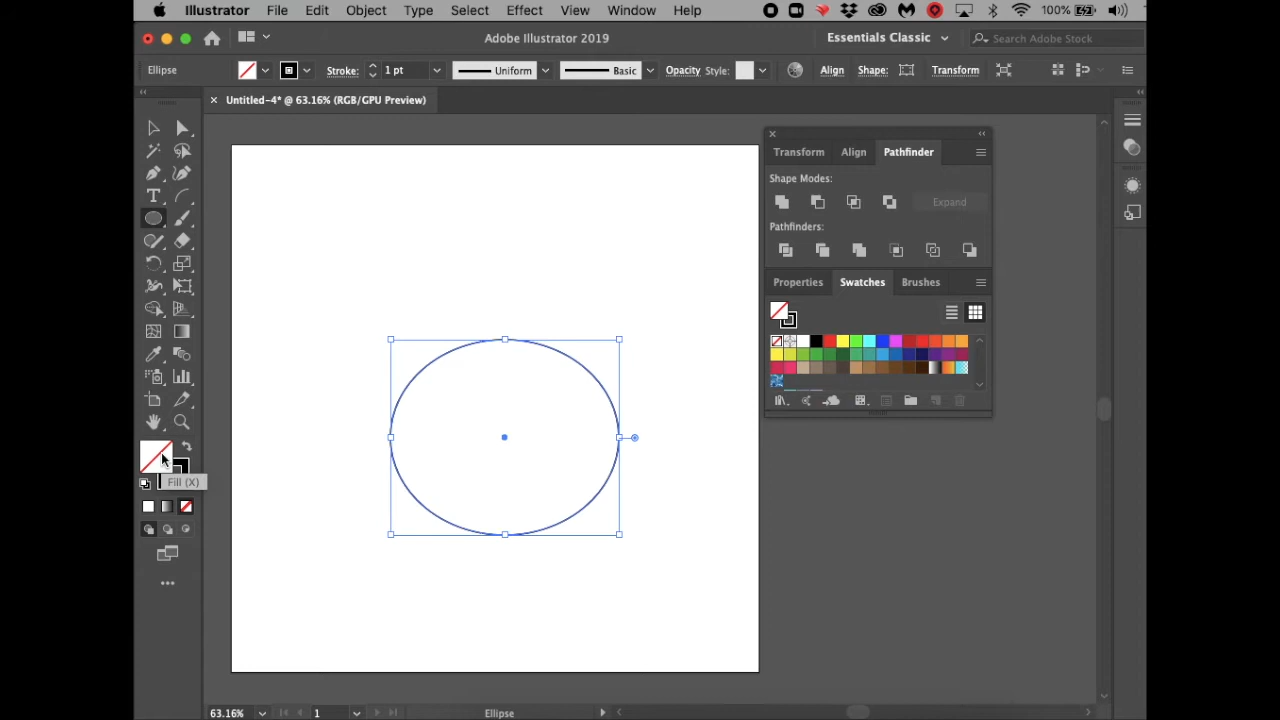 Illustrator File Edit Object Type Select Effect View Window Help 100%
Adobe Illustrator 2019 Essentials Classic Search Adobe Stock
Ellipse Stroke: 1 pt Uniform Basic Opacity Style: Align Shape: Transform
Untitled-4* @ 63.16% (RGB/GPU Preview)
Transform Align Pathfinder
Shape Modes:
Expand
Pathfinders:
Properties Swatches Brushes
Fill (X)
63.16% 1 Ellipse